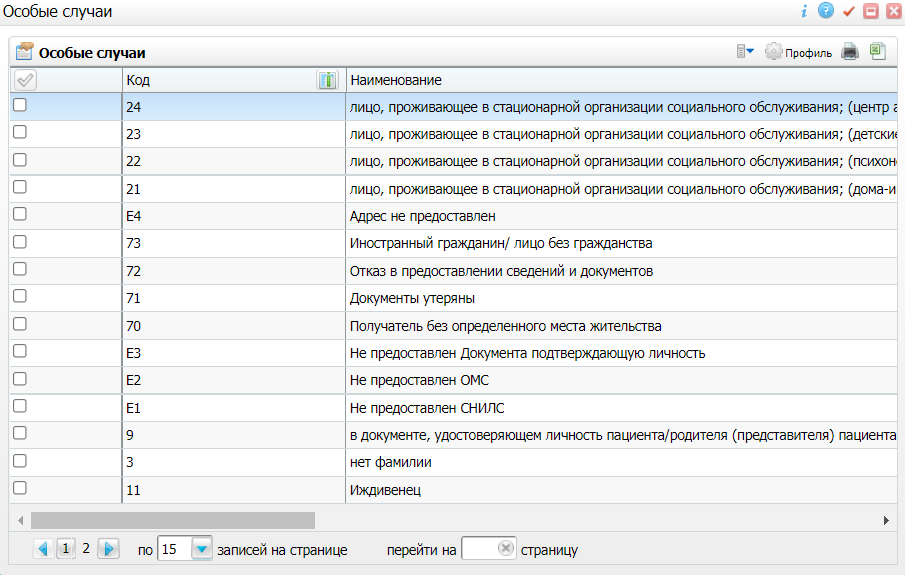 Особые случаи
Особые случаи
Профиль
Код Наименование
24 лицо, проживающее в стационарной организации социального обслуживания; (центр а
23 лицо, проживающее в стационарной организации социального обслуживания; (детские
22 лицо, проживающее в стационарной организации социального обслуживания; (психон
21 лицо, проживающее в стационарной организации социального обслуживания; (дома-и
E4 Адрес не предоставлен
73 Иностранный гражданин/ лицо без гражданства
72 Отказ в предоставлении сведений и документов
71 Документы утеряны
70 Получатель без определенного места жительства
E3 Не предоставлен Документа подтверждающую личность
E2 Не предоставлен ОМС
E1 Не предоставлен СНИЛС
9 в документе, удостоверяющем личность пациента/родителя (представителя) пациента
3 нет фамилии
11 Иждивенец
1 2 по 15 записей на странице перейти на страницу